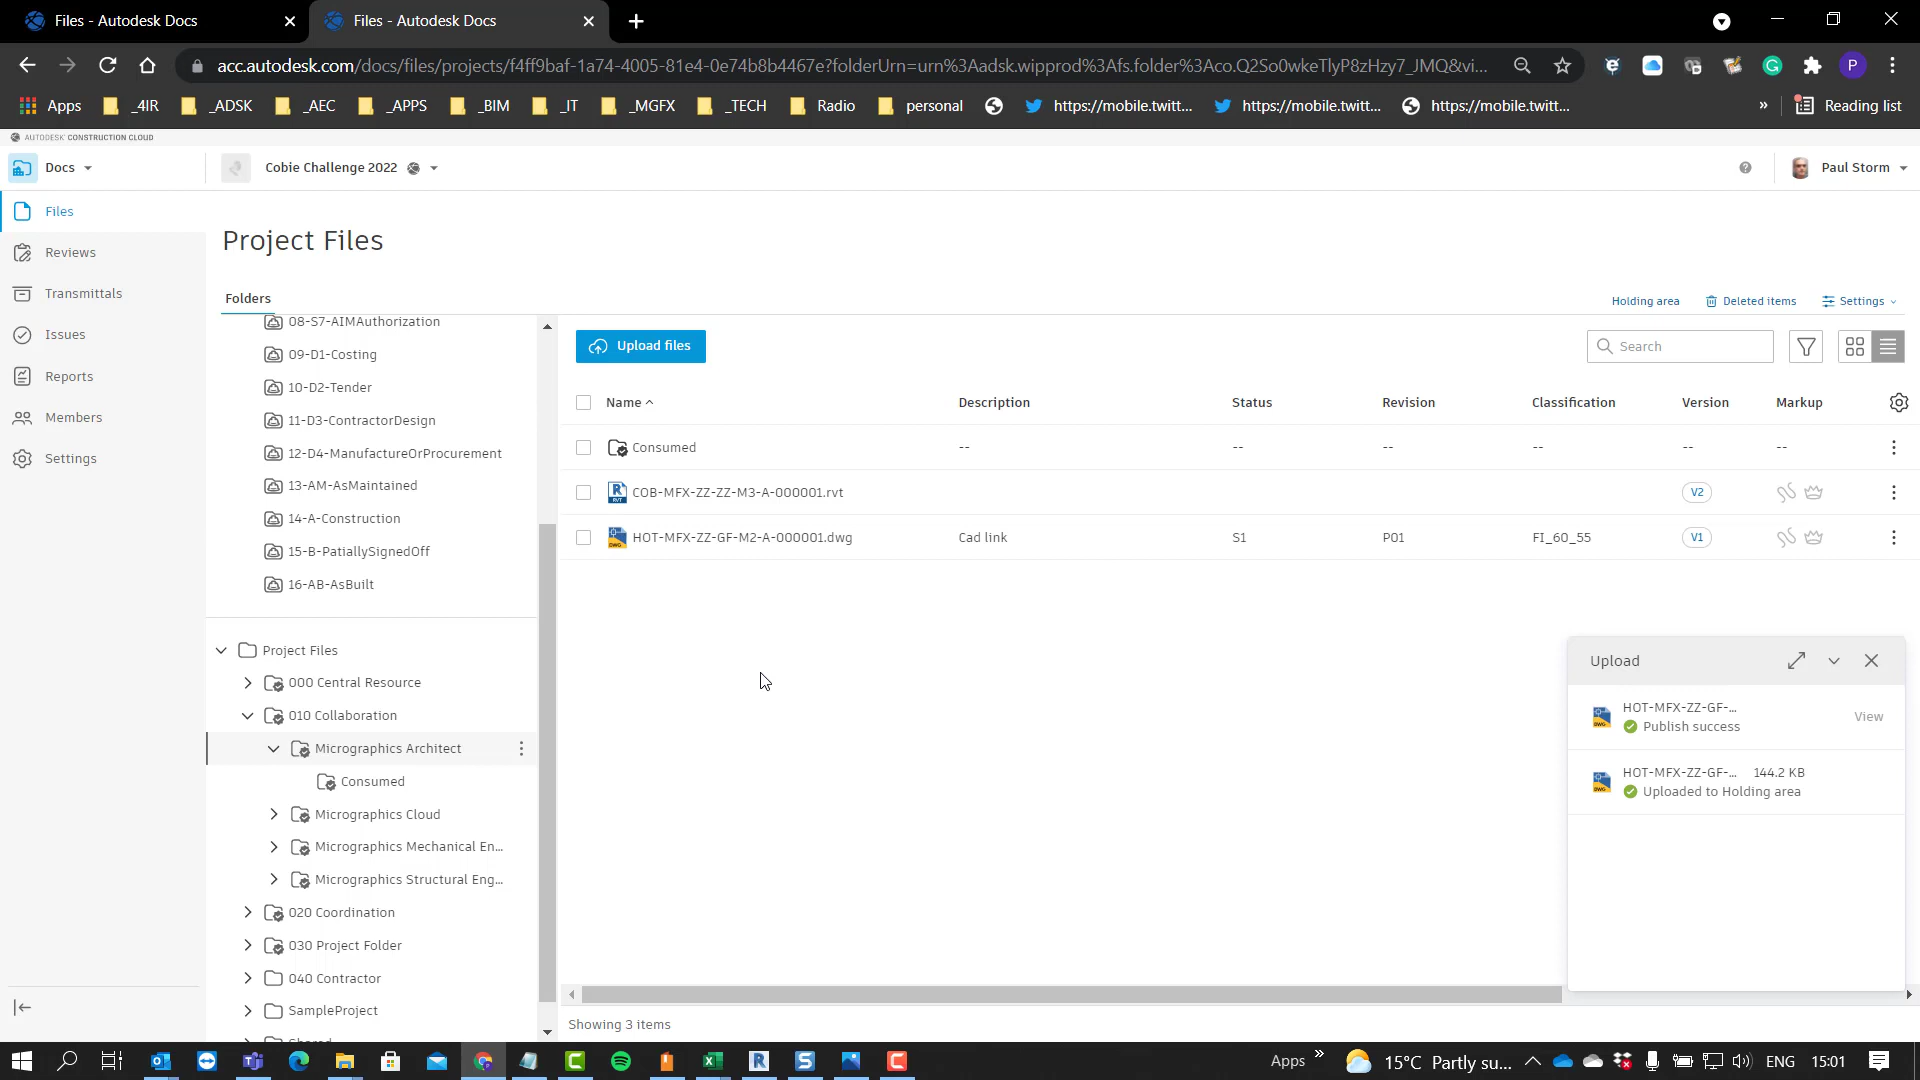 Files - Autodesk Docs
Files - Autodesk Docs
acc.autodesk.com/docs/files/projects/f4ff9baf-1a74-4005-81e4-0e74b8b4467e?folderUrn=urn%3Aadsk.wipprod%3Afs.folder%3Aco.Q2So0wkeTlyP8zHzy7_JMQ&vi...
P
Apps _4IR _ADSK _AEC _APPS _BIM _IT _MGFX _TECH Radio personal https://mobile.twitt... https://mobile.twitt... https://mobile.twitt... » Reading list
AUTODESK CONSTRUCTION CLOUD
Docs
Cobie Challenge 2022
Paul Storm
Files
Reviews
Transmittals
Issues
Reports
Members
Settings
Project Files
Folders
Holding area
Deleted items
Settings
08-S7-AIMAuthorization
09-D1-Costing
10-D2-Tender
11-D3-ContractorDesign
12-D4-ManufactureOrProcurement
13-AM-AsMaintained
14-A-Construction
15-B-PatiallySignedOff
16-AB-AsBuilt
Project Files
000 Central Resource
010 Collaboration
Micrographics Architect
Consumed
Micrographics Cloud
Micrographics Mechanical En...
Micrographics Structural Eng...
020 Coordination
030 Project Folder
040 Contractor
SampleProject
Upload files
Search
Name Description Status Revision Classification Version Markup
Consumed -- -- -- -- -- --
COB-MFX-ZZ-ZZ-M3-A-000001.rvt V2
HOT-MFX-ZZ-GF-M2-A-000001.dwg Cad link S1 P01 FI_60_55 V1
Upload
HOT-MFX-ZZ-GF-...
Publish success
View
HOT-MFX-ZZ-GF-... 144.2 KB
Uploaded to Holding area
Showing 3 items
Apps » 15°C Partly su... ENG 15:01